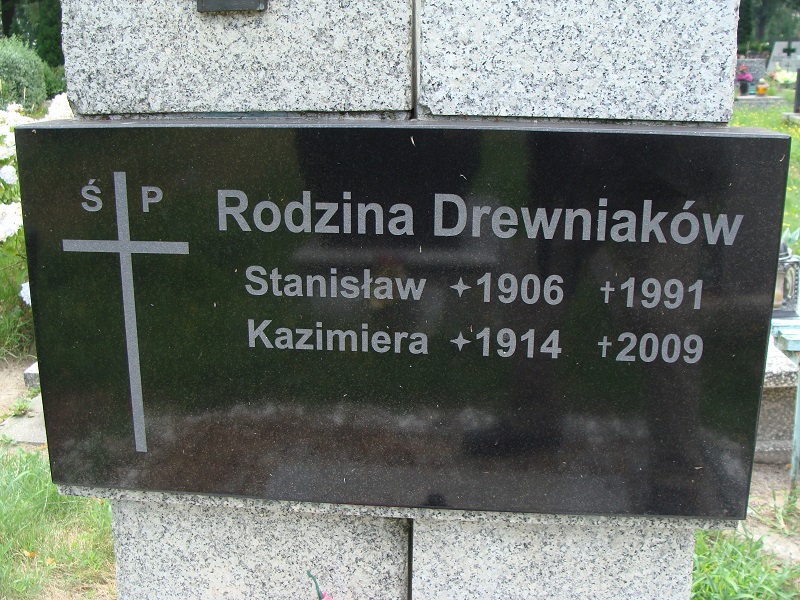 Ś P
Rodzina Drewniaków
Stanisław ✦1906 †1991
Kazimiera ✦1914 †2009